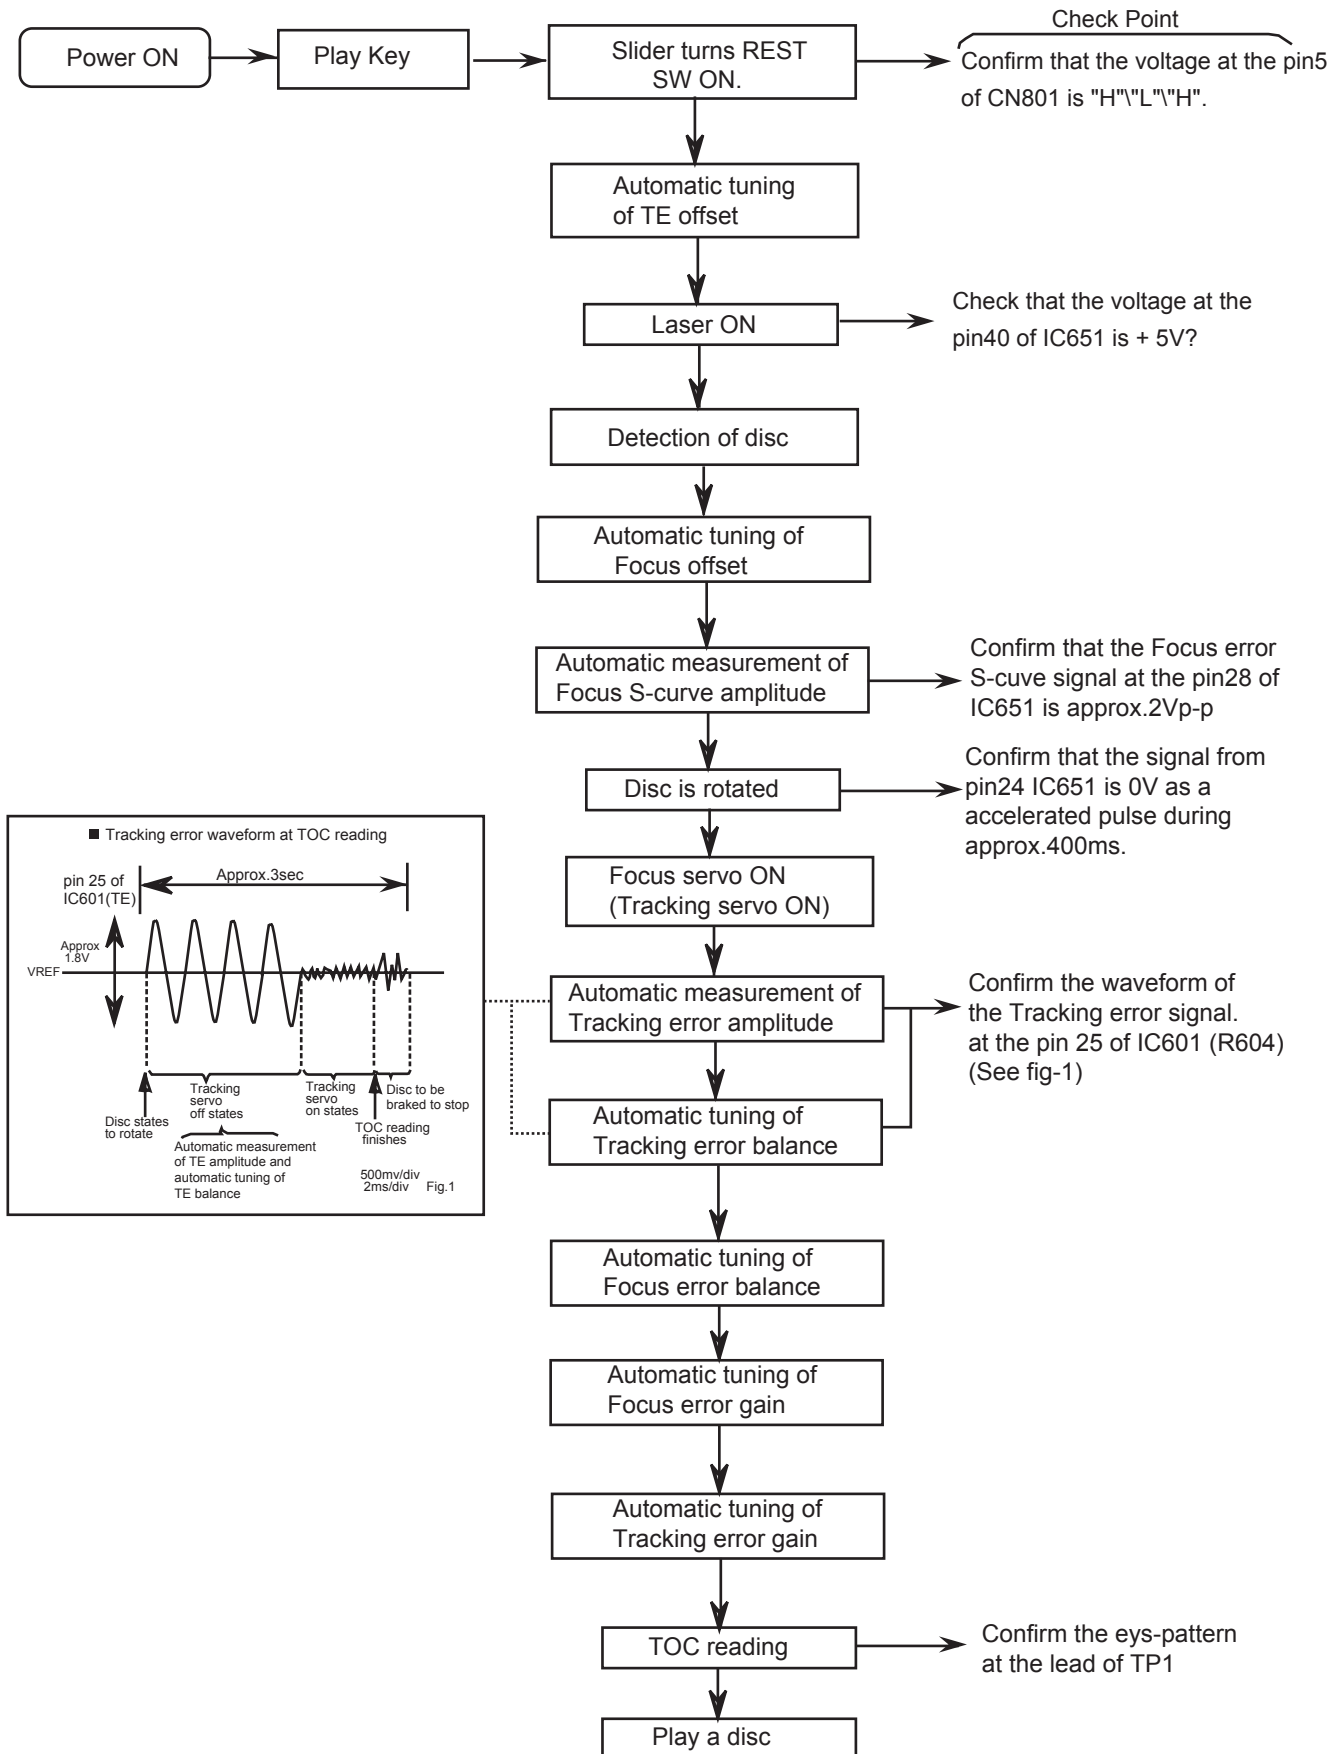 Check Point
Power ON
Play Key
Slider turns REST
SW ON.
Confirm that the voltage at the pin5
of CN801 is "H"\"L"\"H".
Automatic tuning
of TE offset
Laser ON
Check that the voltage at the
pin40 of IC651 is + 5V?
Detection of disc
Automatic tuning of
Focus offset
Automatic measurement of
Focus S-curve amplitude
Confirm that the Focus error
S-cuve signal at the pin28 of
IC651 is approx.2Vp-p
Disc is rotated
Confirm that the signal from
pin24 IC651 is 0V as a
accelerated pulse during
approx.400ms.
Focus servo ON
(Tracking servo ON)
■ Tracking error waveform at TOC reading
pin 25 of
IC601(TE)
Approx.3sec
Approx
1.8V
VREF
Disc states
to rotate
Tracking
servo
off states
Tracking
servo
on states
Disc to be
braked to stop
TOC reading
finishes
Automatic measurement
of TE amplitude and
automatic tuning of
TE balance
500mv/div
2ms/div
Fig.1
Automatic measurement of
Tracking error amplitude
Automatic tuning of
Tracking error balance
Confirm the waveform of
the Tracking error signal.
at the pin 25 of IC601 (R604)
(See fig-1)
Automatic tuning of
Focus error balance
Automatic tuning of
Focus error gain
Automatic tuning of
Tracking error gain
TOC reading
Confirm the eys-pattern
at the lead of TP1
Play a disc